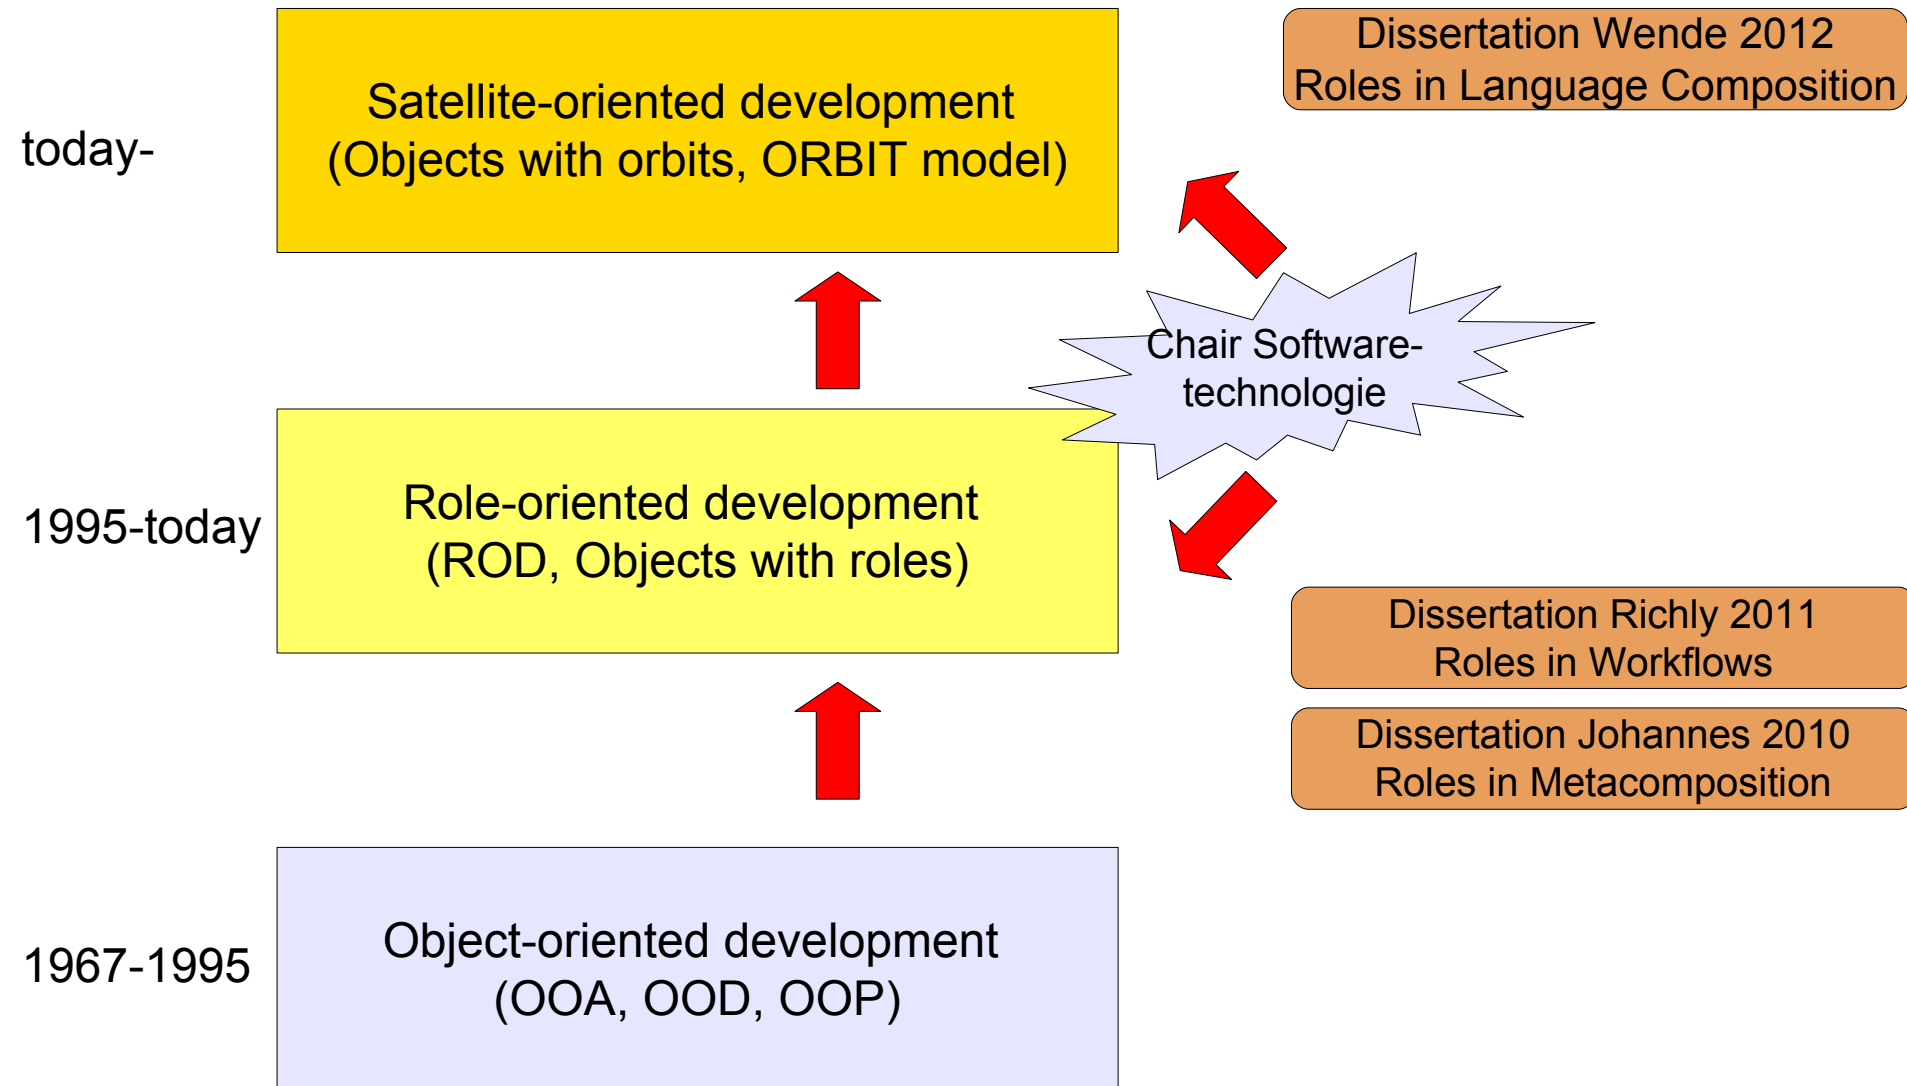 Dissertation Wende 2012
Roles in Language Composition
today-
Satellite-oriented development
(Objects with orbits, ORBIT model)
Chair Software-
technologie
1995-today
Role-oriented development
(ROD, Objects with roles)
Dissertation Richly 2011
Roles in Workflows
Dissertation Johannes 2010
Roles in Metacomposition
1967-1995
Object-oriented development
(OOA, OOD, OOP)